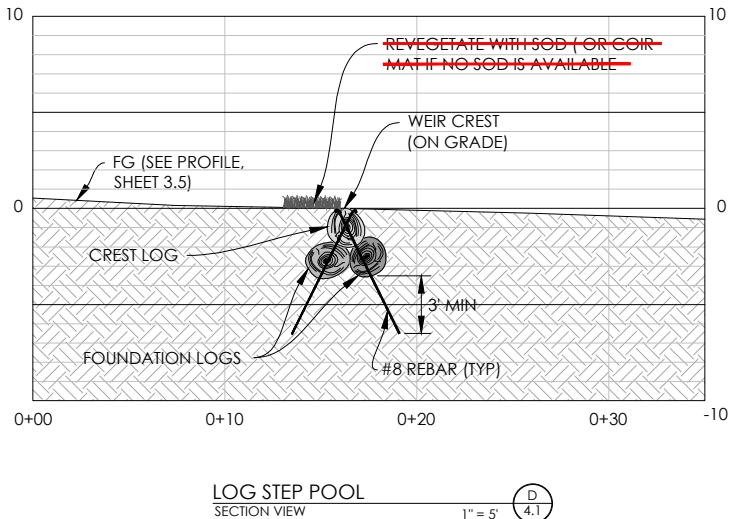 10
10
REVEGETATE WITH SOD ( OR COIR
MAT IF NO SOD IS AVAILABLE
WEIR CREST
(ON GRADE)
FG (SEE PROFILE,
SHEET 3.5)
0
0
CREST LOG
3' MIN
FOUNDATION LOGS
#8 REBAR (TYP)
0+00
0+10
0+20
0+30
-10
LOG STEP POOL
SECTION VIEW
1" = 5'
D
4.1